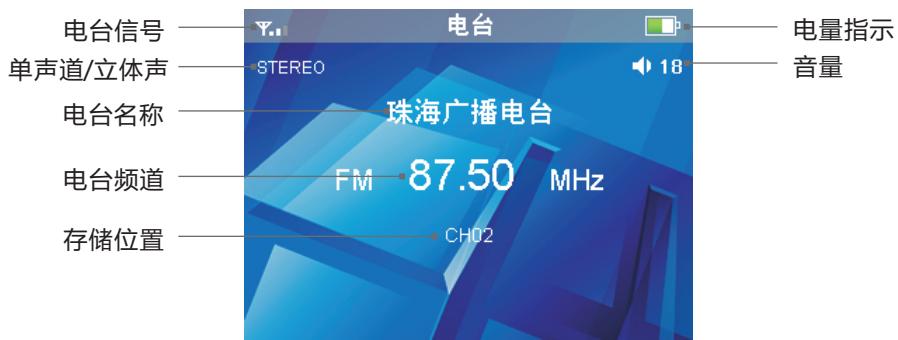 电台信号
电台
电量指示
单声道/立体声
STEREO
18
音量
电台名称
珠海广播电台
电台频道
FM 87.50 MHz
存储位置
CH02